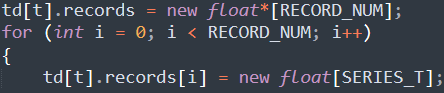 td[t].records = new float*[RECORD_NUM];
for (int i = 0; i < RECORD_NUM; i++)
{
    td[t].records[i] = new float[SERIES_T];